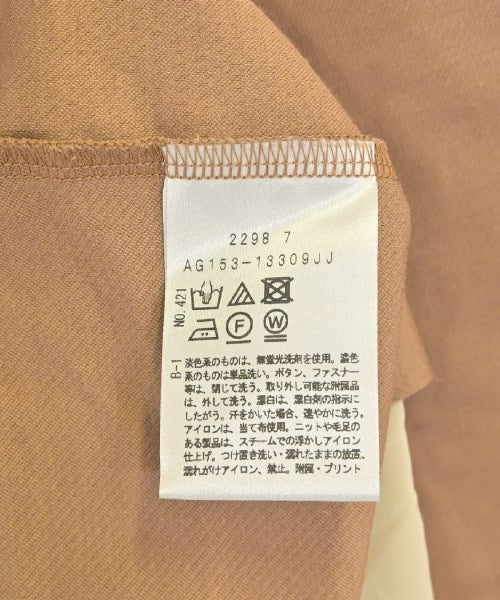 2298 7
AG153-13309JJ
NO.421
F
W
B-1
淡色系のものは、無蛍光洗剤を使用。濃色
系のものは単品洗い。ボタン、ファスナー
等は、閉じて洗う。取り外し可能な附属品
は、外して洗う。漂白は、漂白剤の指示に
したがう。汗をかいた場合、速やかに洗う。
アイロンは、当て布使用。ニットや毛足の
ある製品は、スチームでの浮かしアイロン
仕上げ。つけ置き洗い・濡れたままの放置、
濡れがけアイロン、禁止。附属・プリント